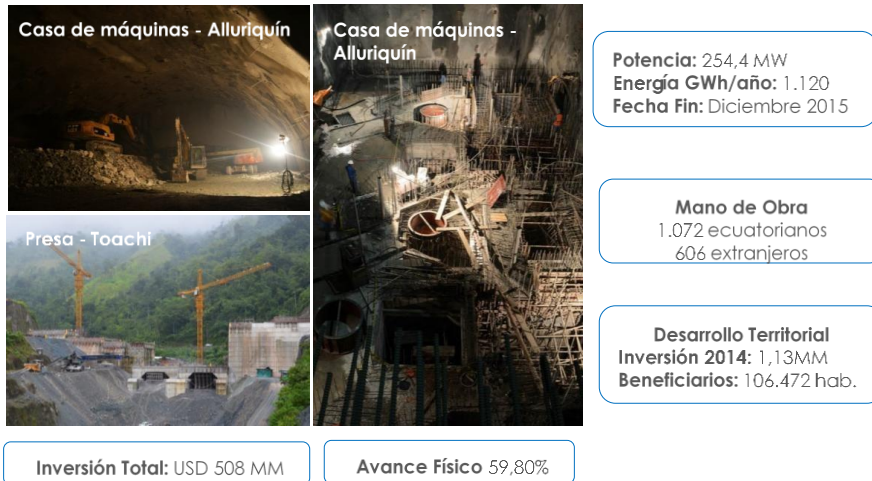 Casa de máquinas - Alluriquín
Casa de máquinas -
Alluriquín
Presa - Toachi
Potencia: 254,4 MW
Energía GWh/año: 1.120
Fecha Fin: Diciembre 2015
Mano de Obra
1.072 ecuatorianos
606 extranjeros
Desarrollo Territorial
Inversión 2014: 1,13MM
Beneficiarios: 106.472 hab.
Inversión Total: USD 508 MM
Avance Físico 59,80%